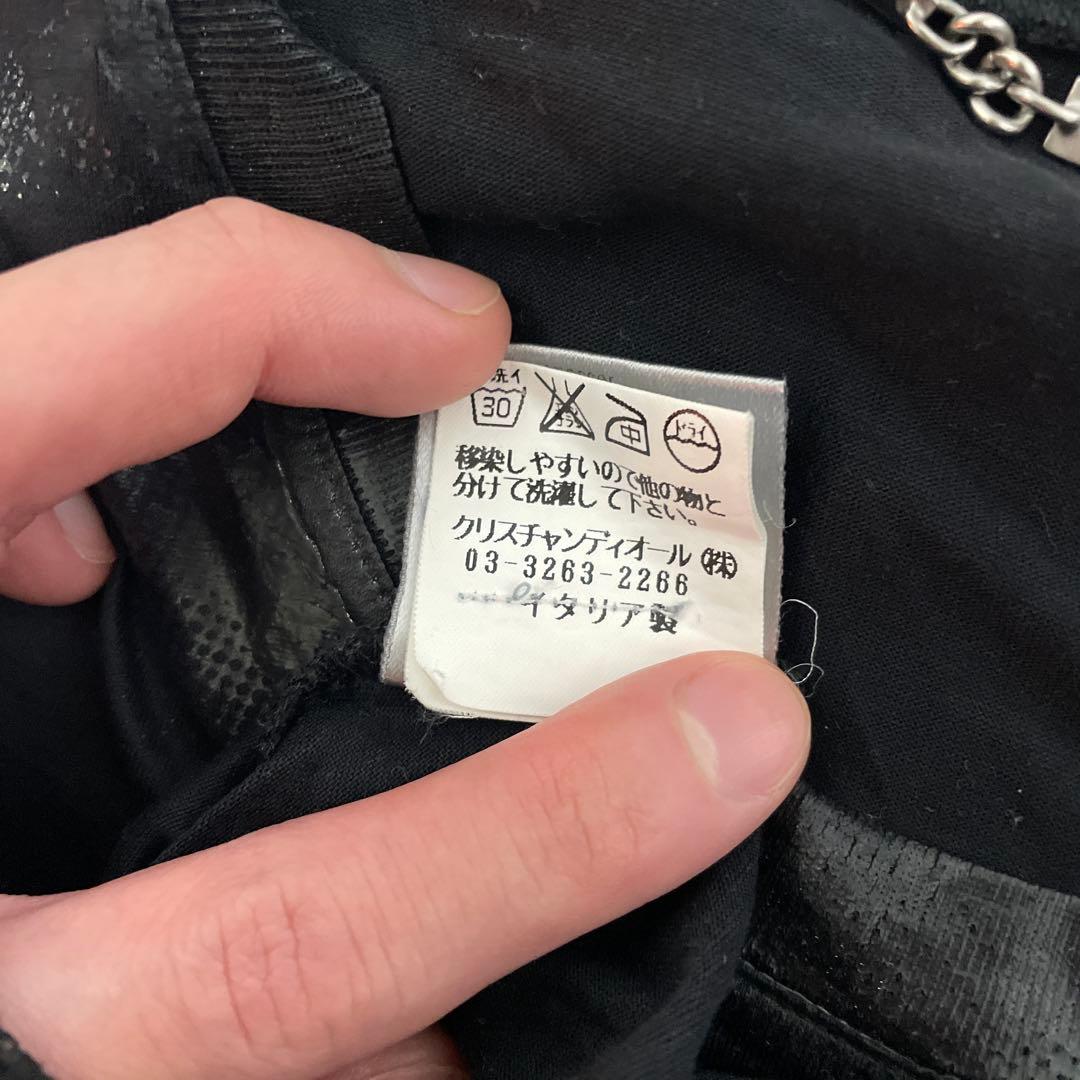 洗イ
30
中
ドライ
移染しやすいので他の物と
分けて洗濯して下さい。
クリスチャンディオール(株)
03-3263-2266
イタリア製